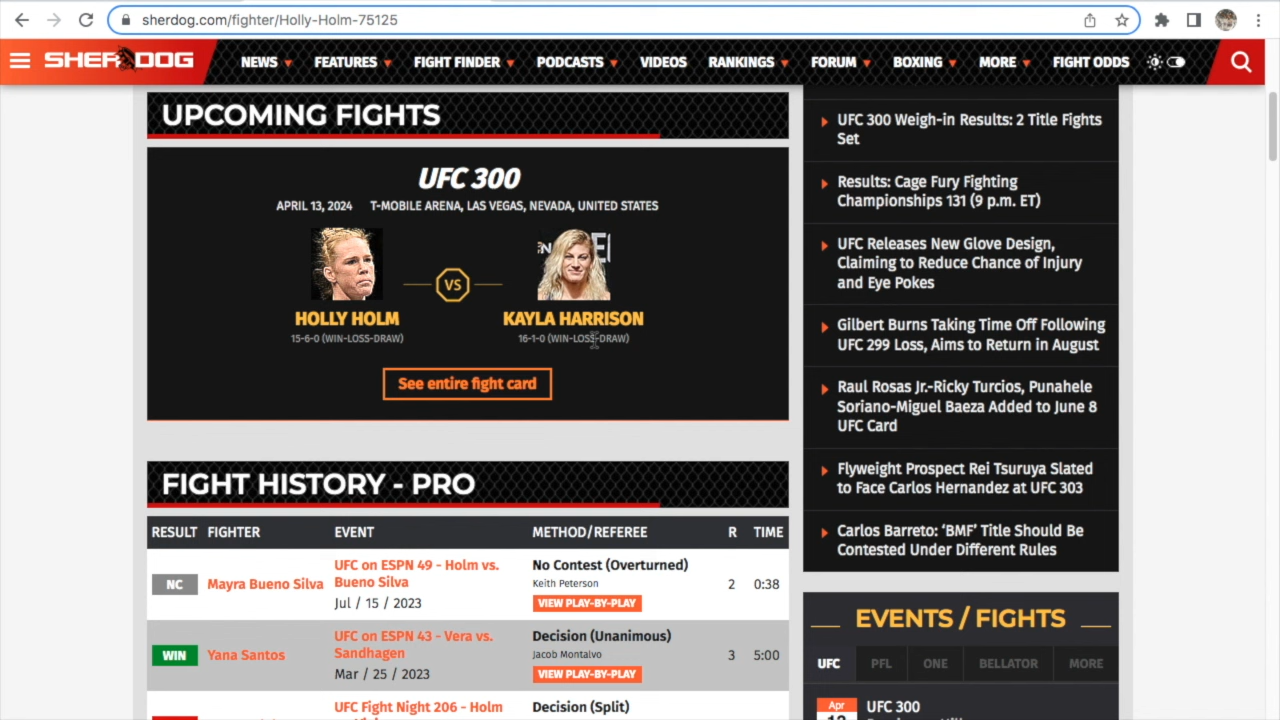 sherdog.com/fighter/Holly-Holm-75125
SHERDOG
NEWS
FEATURES
FIGHT FINDER
PODCASTS
VIDEOS
RANKINGS
FORUM
BOXING
MORE
FIGHT ODDS
UPCOMING FIGHTS
UFC 300
APRIL 13, 2024 T-MOBILE ARENA, LAS VEGAS, NEVADA, UNITED STATES
VS
HOLLY HOLM
15-6-0 (WIN-LOSS-DRAW)
KAYLA HARRISON
16-1-0 (WIN-LOSS-DRAW)
See entire fight card
FIGHT HISTORY - PRO
RESULT FIGHTER EVENT METHOD/REFEREE R TIME
NC
Mayra Bueno Silva
UFC on ESPN 49 - Holm vs.
Bueno Silva
Jul / 15 / 2023
No Contest (Overturned)
Keith Peterson
VIEW PLAY-BY-PLAY
2 0:38
WIN
Yana Santos
UFC on ESPN 43 - Vera vs.
Sandhagen
Mar / 25 / 2023
Decision (Unanimous)
Jacob Montalvo
VIEW PLAY-BY-PLAY
3 5:00
UFC Fight Night 206 - Holm
Decision (Split)
UFC 300 Weigh-in Results: 2 Title Fights
Set
Results: Cage Fury Fighting
Championships 131 (9 p.m. ET)
UFC Releases New Glove Design,
Claiming to Reduce Chance of Injury
and Eye Pokes
Gilbert Burns Taking Time Off Following
UFC 299 Loss, Aims to Return in August
Raul Rosas Jr.-Ricky Turcios, Punahele
Soriano-Miguel Baeza Added to June 8
UFC Card
Flyweight Prospect Rei Tsuruya Slated
to Face Carlos Hernandez at UFC 303
Carlos Barreto: ‘BMF’ Title Should Be
Contested Under Different Rules
EVENTS / FIGHTS
UFC
PFL
ONE
BELLATOR
MORE
Apr
UFC 300